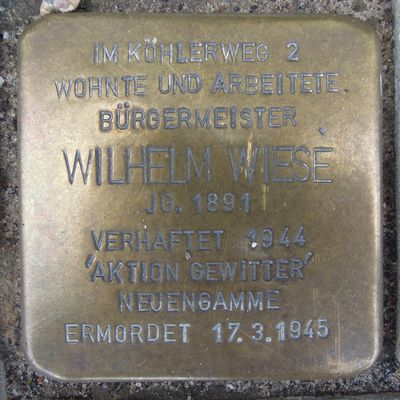 IM KÖHLERWEG 2
WOHNTE UND ARBEITETE
BÜRGERMEISTER
WILHELM WIESE
JG. 1891
VERHAFTET 1944
'AKTION GEWITTER'
NEUENGAMME
ERMORDET 17.3.1945